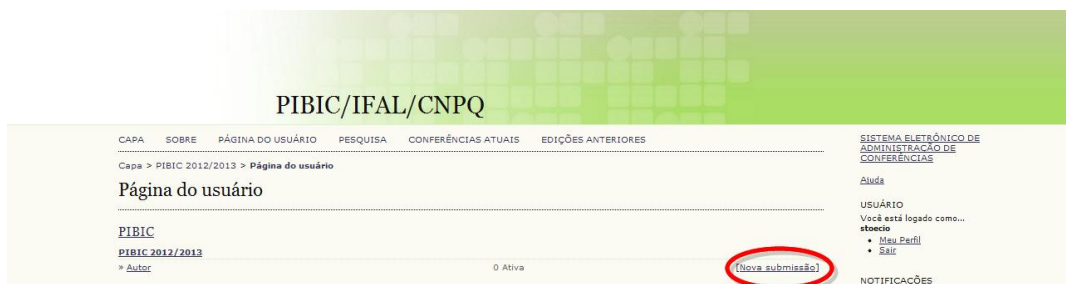 PIBIC/IFAL/CNPQ
CAPA SOBRE PÁGINA DO USUÁRIO PESQUISA CONFERÊNCIAS ATUAIS EDIÇÕES ANTERIORES
Capa > PIBIC 2012/2013 > Página do usuário
Página do usuário
PIBIC
PIBIC 2012/2013
» Autor 0 Ativa [Nova submissão]
SISTEMA ELETRÔNICO DE
ADMINISTRAÇÃO DE
CONFERÊNCIAS
Ajuda
USUÁRIO
Você está logado como...
stoecio
• Meu Perfil
• Sair
NOTIFICAÇÕES